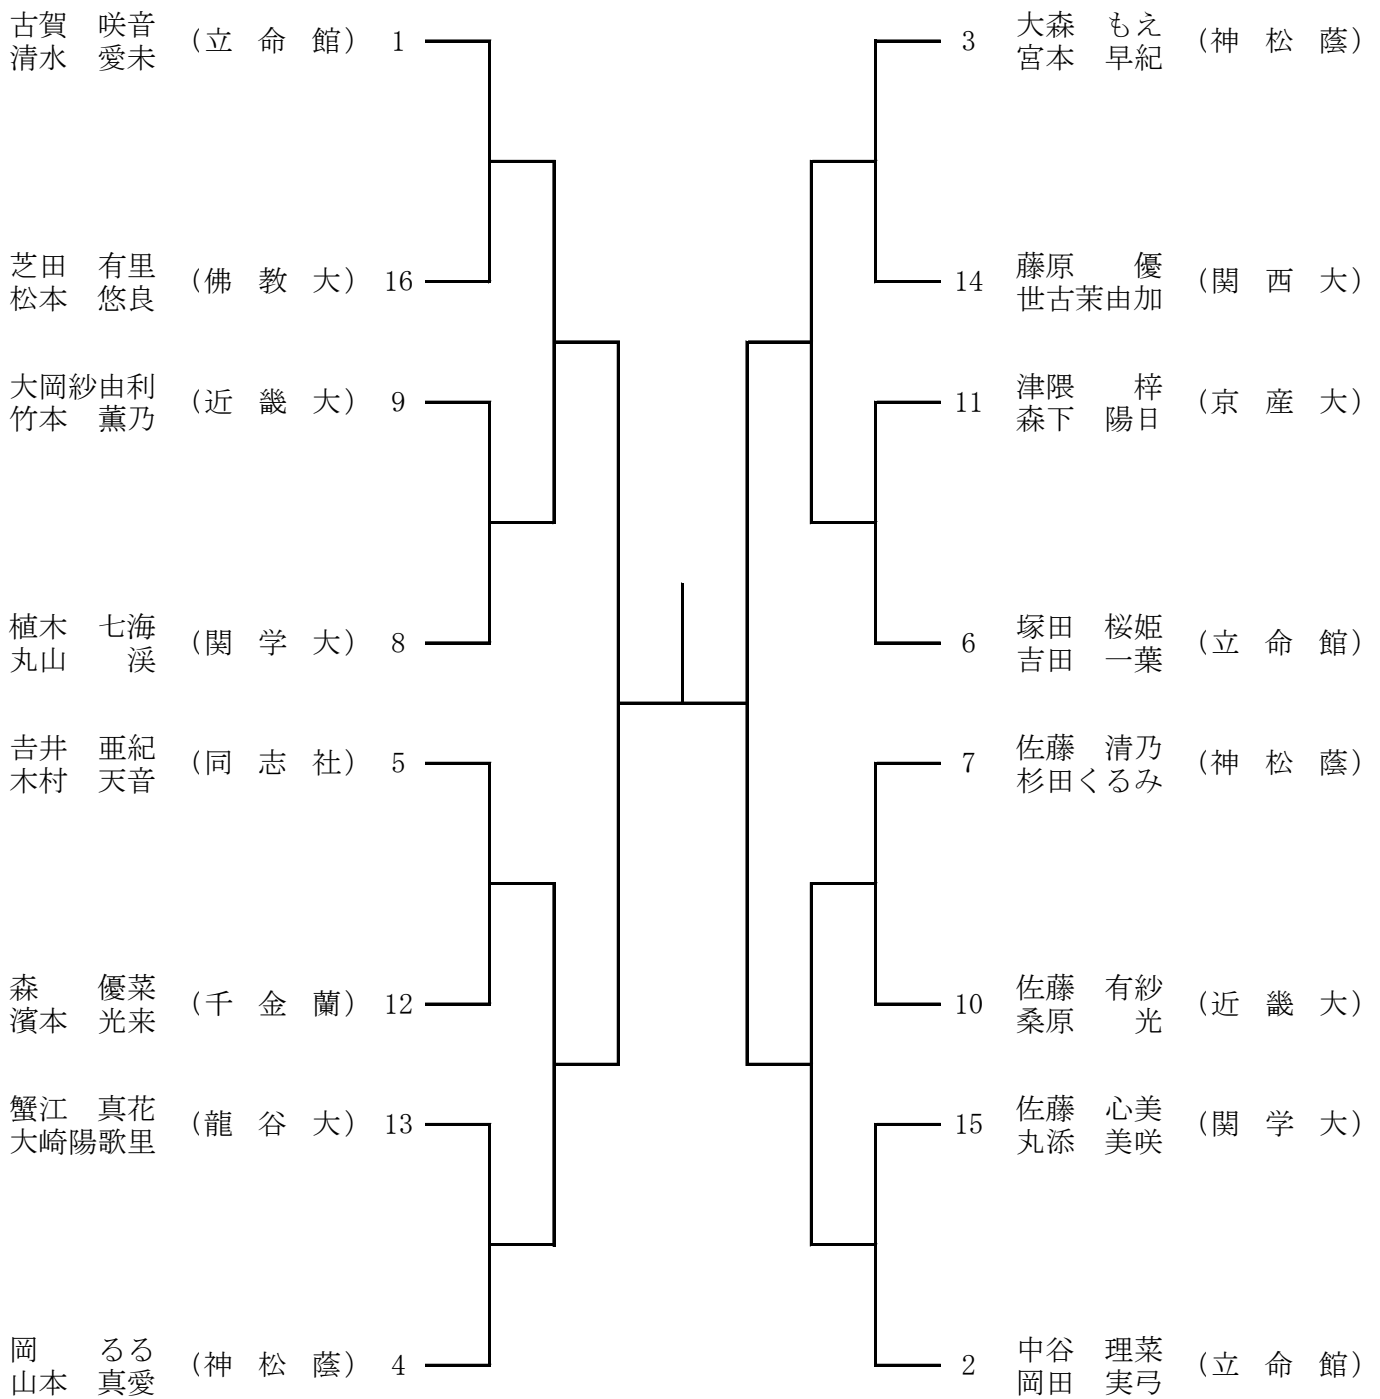 古賀　咲音
清水　愛未
(立　命　館)　1
芝田　有里
松本　悠良
(佛　教　大)　16
大岡紗由利
竹本　薫乃
(近　畿　大)　9
植木　七海
丸山　　渓
(関　学　大)　8
𠮷井　亜紀
木村　天音
(同　志　社)　5
森　　優菜
濱本　光来
(千　金　蘭)　12
蟹江　真花
大崎陽歌里
(龍　谷　大)　13
岡　　るる
山本　真愛
(神　松　蔭)　4
3　大森　もえ
宮本　早紀
(神　松　蔭)
14　藤原　　優
世古茉由加
(関　西　大)
11　津隈　　梓
森下　陽日
(京　産　大)
6　塚田　桜姫
吉田　一葉
(立　命　館)
7　佐藤　清乃
杉田くるみ
(神　松　蔭)
10　佐藤　有紗
桑原　　光
(近　畿　大)
15　佐藤　心美
丸添　美咲
(関　学　大)
2　中谷　理菜
岡田　実弓
(立　命　館)